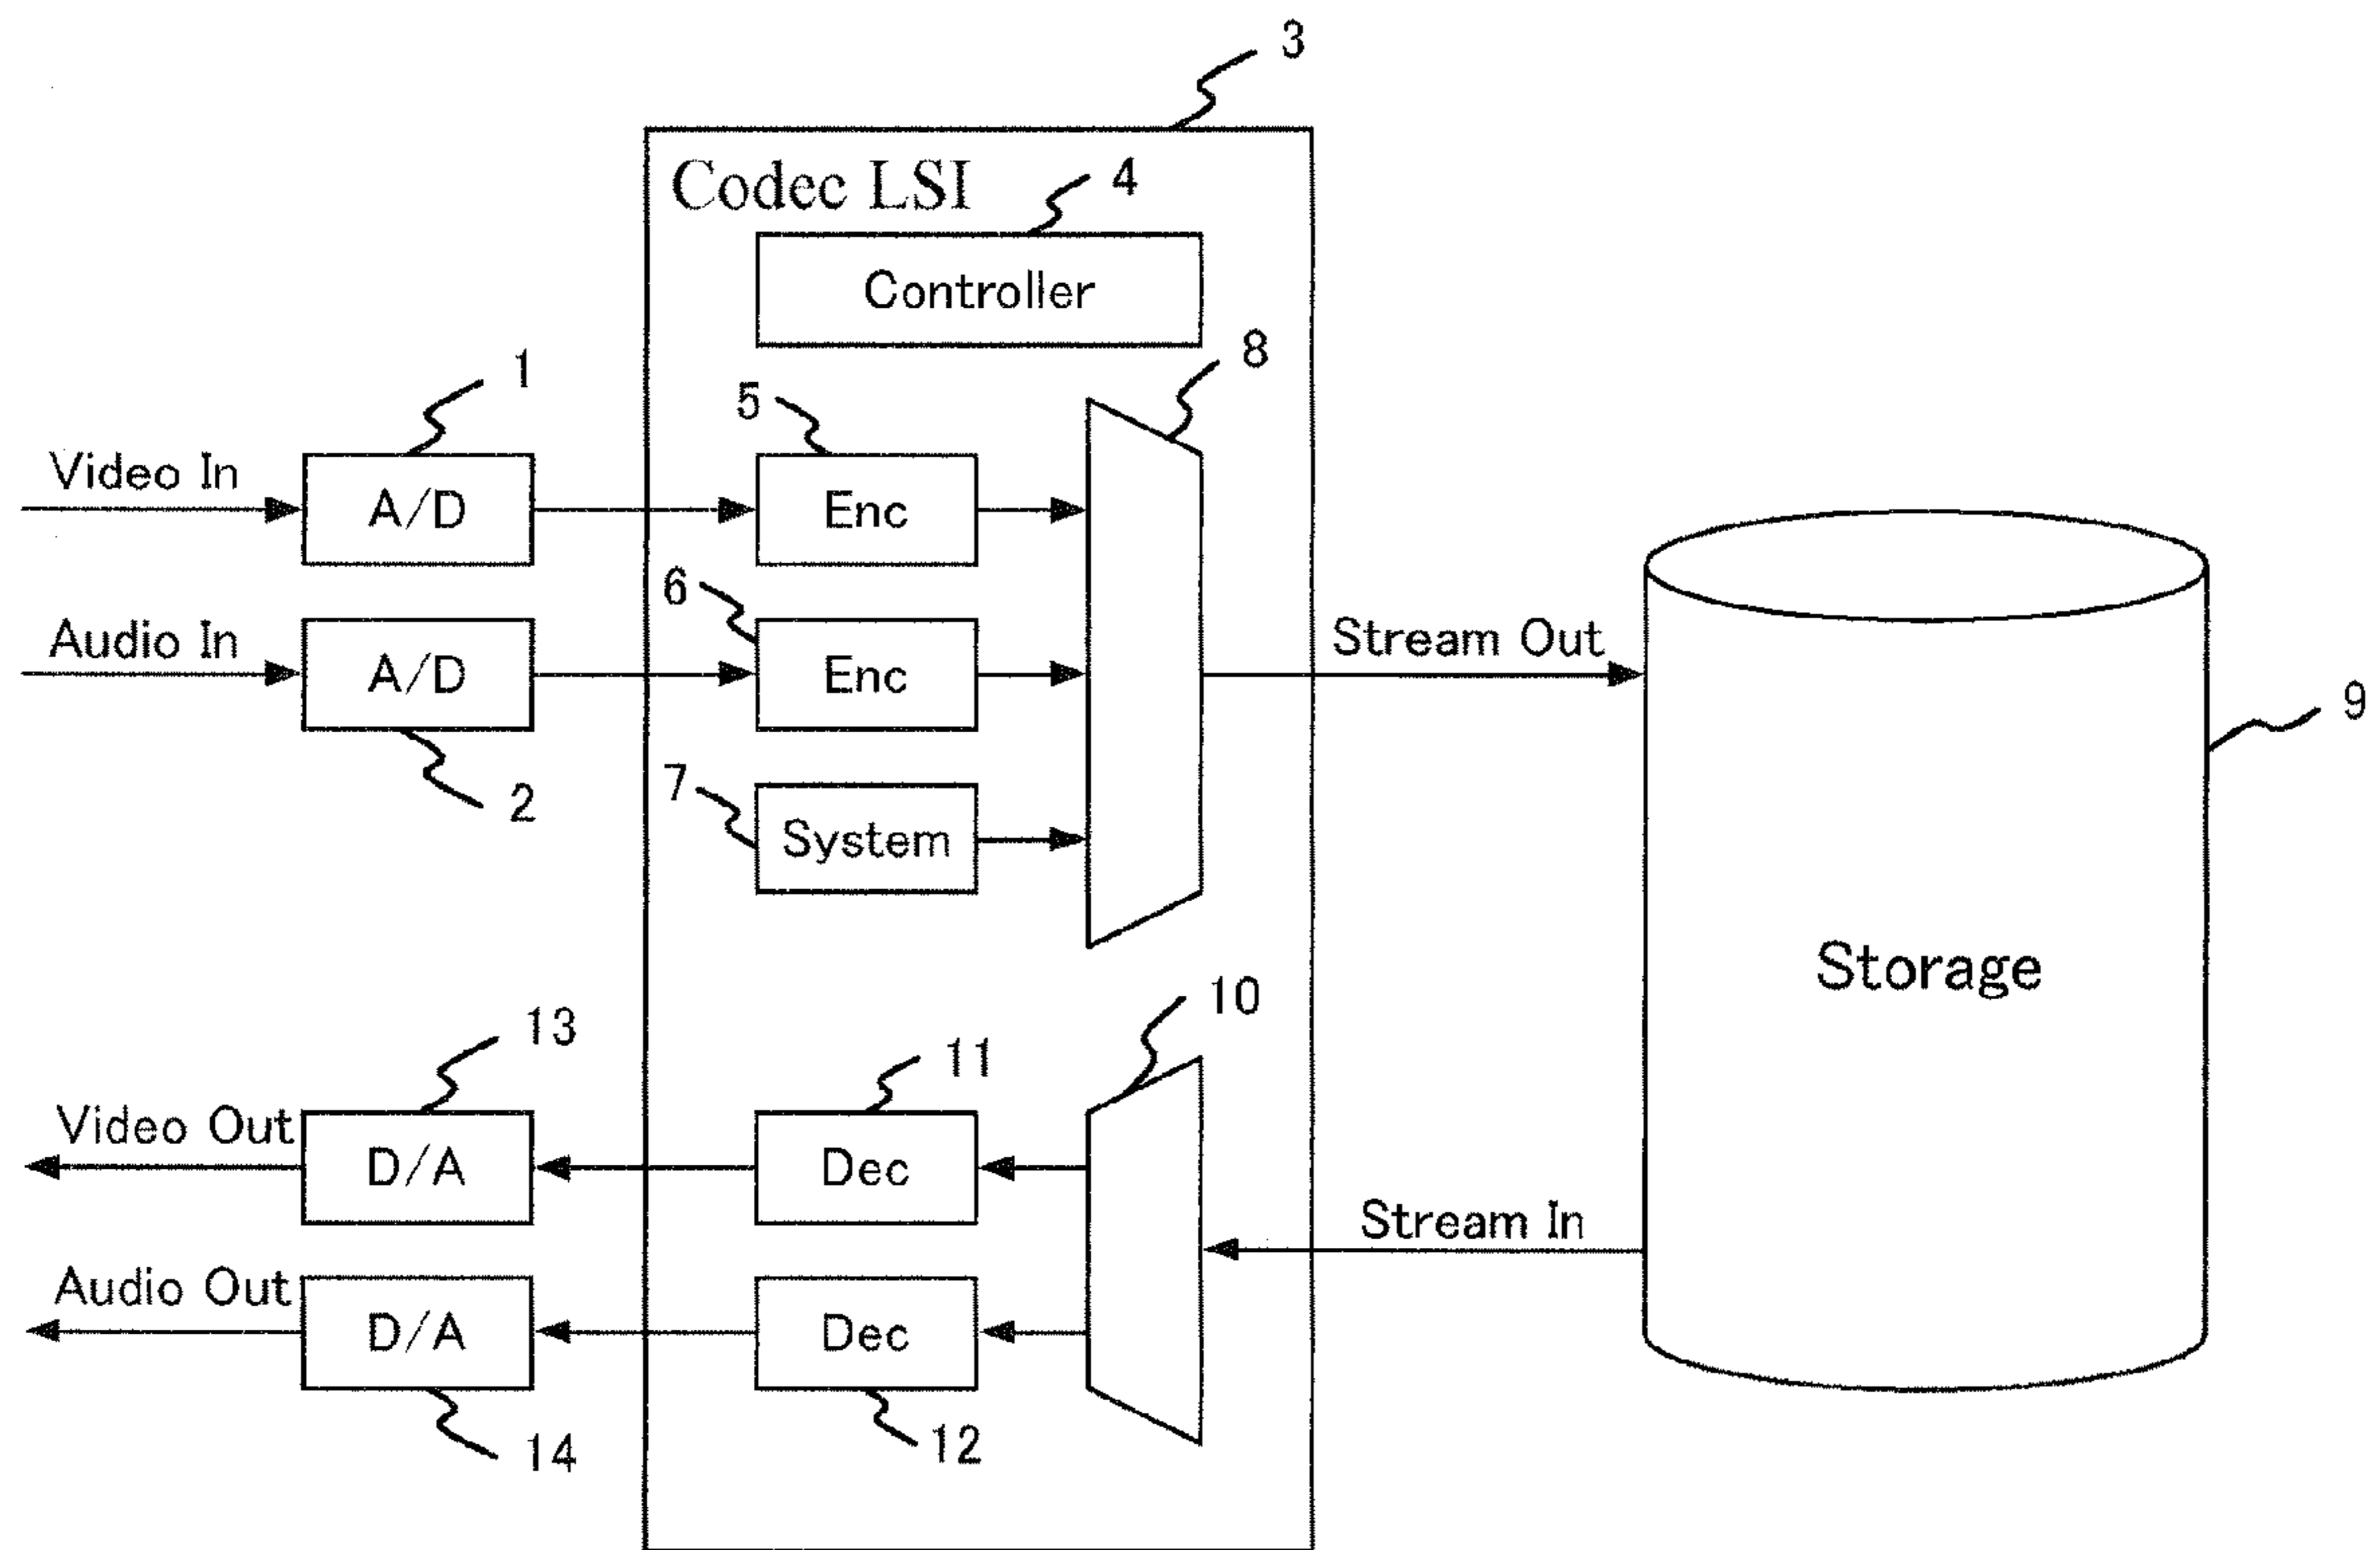 3
Codec LSI
4
Controller
8
1
5
Video In
A/D
Enc
6
Audio In
A/D
Enc
Stream Out
9
2
7
System
Storage
10
13
11
Video Out
D/A
Dec
Stream In
Audio Out
D/A
Dec
14
12